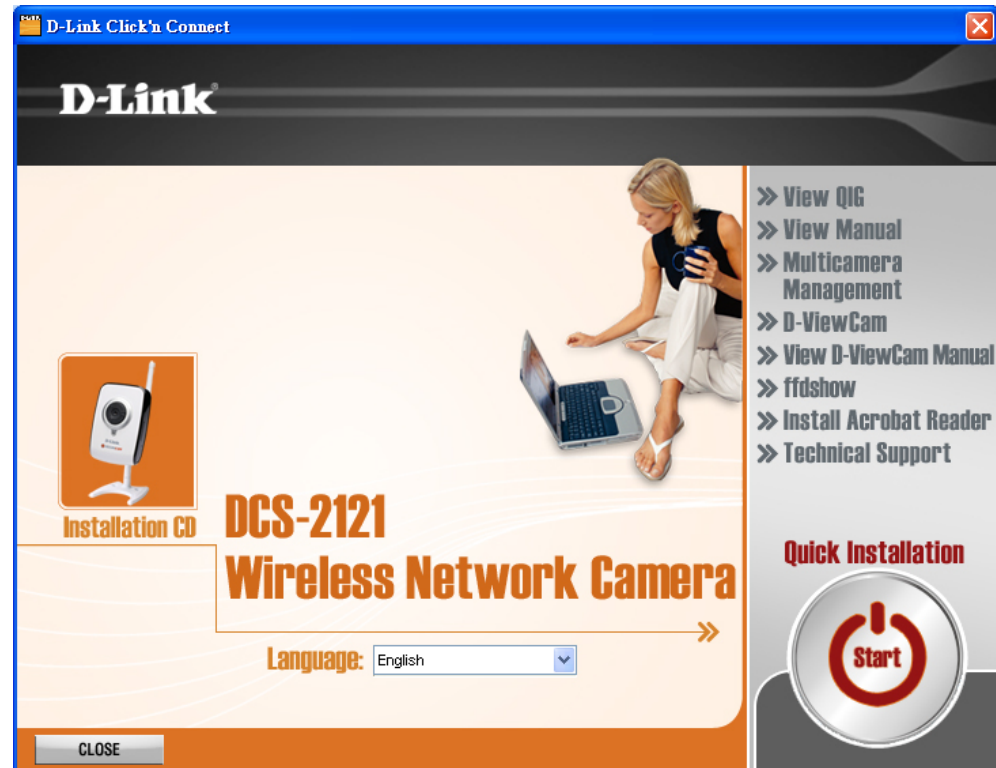 D-Link Click'n Connect
D-Link
View QIG
View Manual
Multicamera
Management
D-ViewCam
View D-ViewCam Manual
ffdshow
Install Acrobat Reader
Technical Support
Installation CD
DCS-2121
Wireless Network Camera
Language: English
Quick Installation
Start
CLOSE